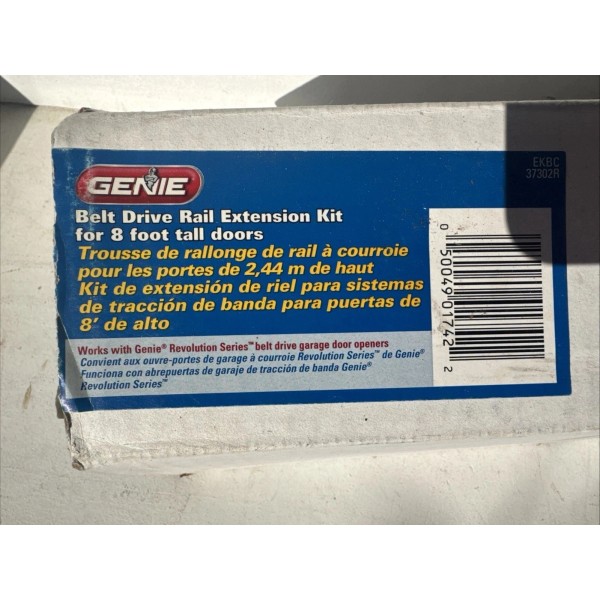 GENIE
EKBC
37302R
Belt Drive Rail Extension Kit
for 8 foot tall doors
Trousse de rallonge de rail à courroie
pour les portes de 2,44 m de haut
Kit de extensión de riel para sistemas
de tracción de banda para puertas de
8' de alto
Works with Genie® Revolution Series™ belt drive garage door openers
Convient aux ouvre-portes de garage à courroie Revolution Series™ de Genie®
Funciona con abrepuertas de garaje de tracción de banda Genie®
Revolution Series™
0 50049 01742 2